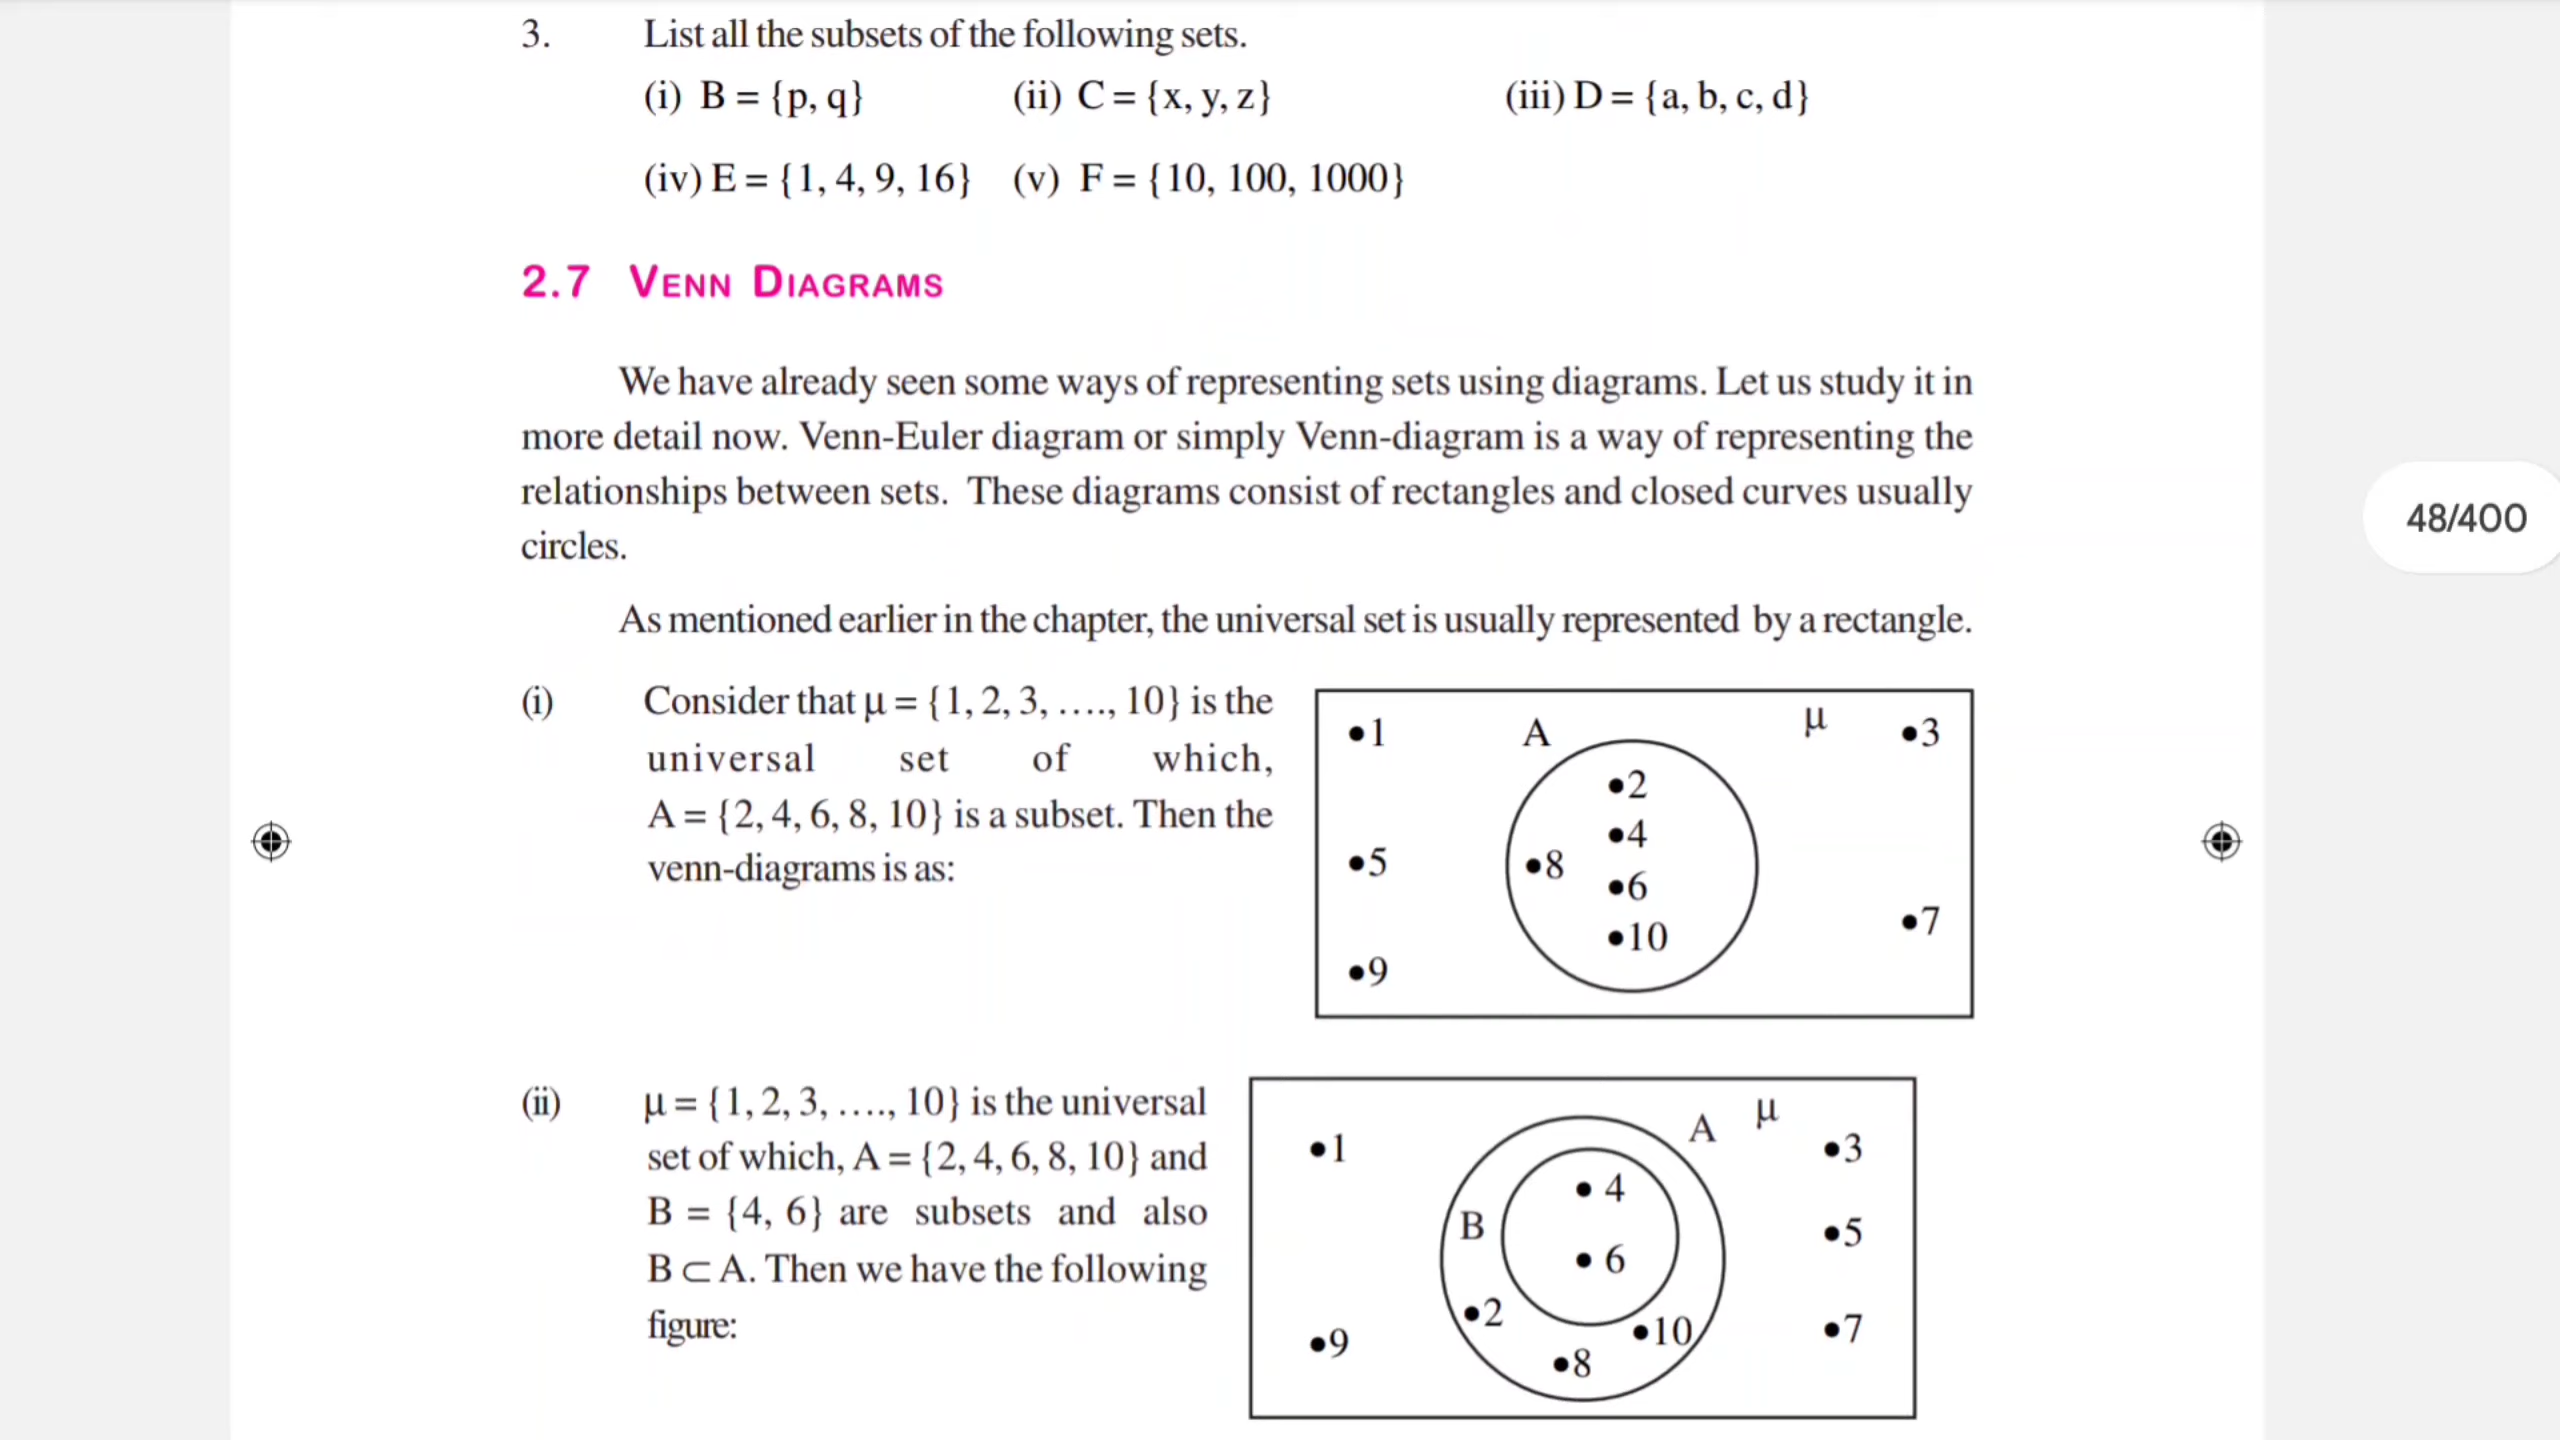 3. List all the subsets of the following sets.
(i) B = {p, q} (ii) C = {x, y, z} (iii) D = {a, b, c, d}
(iv) E = {1, 4, 9, 16} (v) F = {10, 100, 1000}
2.7 VENN DIAGRAMS
We have already seen some ways of representing sets using diagrams. Let us study it in
more detail now. Venn-Euler diagram or simply Venn-diagram is a way of representing the
relationships between sets. These diagrams consist of rectangles and closed curves usually
circles.
48/400
As mentioned earlier in the chapter, the universal set is usually represented by a rectangle.
(i) Consider that μ = {1, 2, 3, …., 10} is the
universal set of which,
A = {2, 4, 6, 8, 10} is a subset. Then the
venn-diagrams is as:
•1 A μ •3
•2
•4
•5 •8
•6
•7
•10
•9
(ii) μ = {1, 2, 3, …., 10} is the universal
set of which, A = {2, 4, 6, 8, 10} and
B = {4, 6} are subsets and also
B ⊂ A. Then we have the following
figure:
A μ
•1 •3
• 4
B •5
• 6
•2
•10 •7
•9
•8